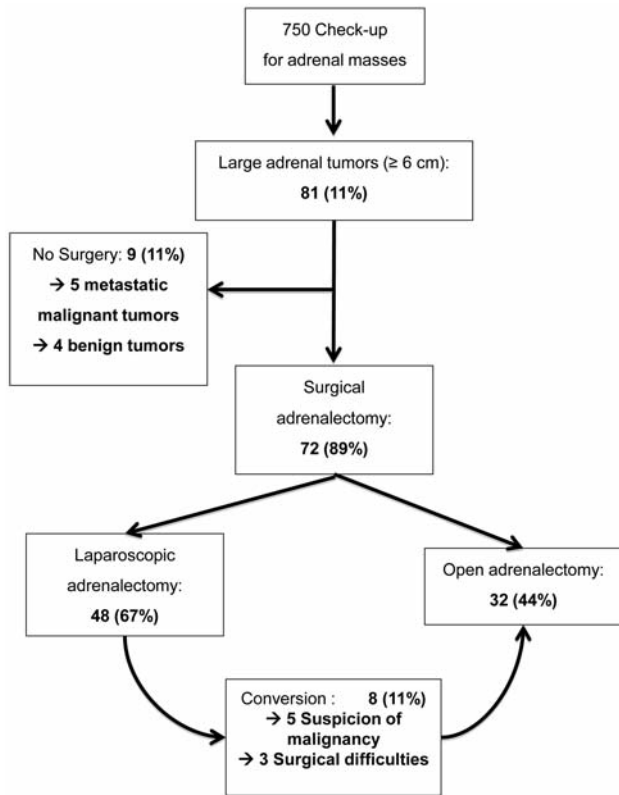 750 Check-up
for adrenal masses
Large adrenal tumors (≥ 6 cm):
81 (11%)
No Surgery: 9 (11%)
→ 5 metastatic
malignant tumors
→ 4 benign tumors
Surgical
adrenalectomy:
72 (89%)
Laparoscopic
adrenalectomy:
48 (67%)
Open adrenalectomy:
32 (44%)
Conversion : 8 (11%)
→ 5 Suspicion of
malignancy
→ 3 Surgical difficulties